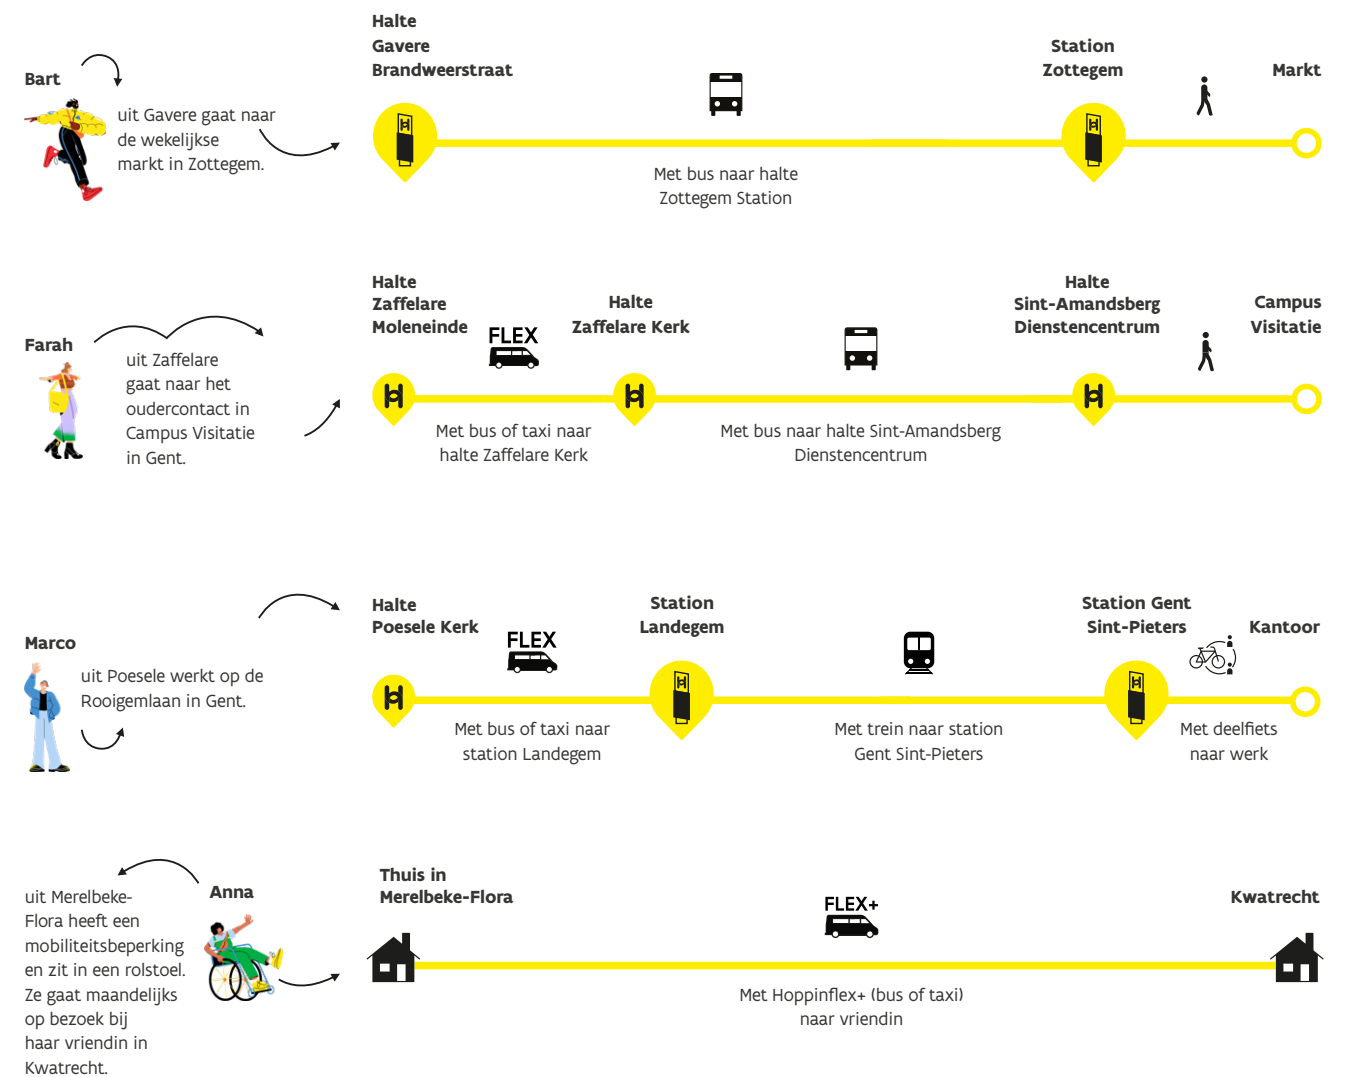 Bart
uit Gavere gaat naar
de wekelijkse
markt in Zottegem.
Halte
Gavere
Brandweerstraat
Station
Zottegem
Markt
Met bus naar halte
Zottegem Station
Farah
uit Zaffelare
gaat naar het
oudercontact in
Campus Visitatie
in Gent.
Halte
Zaffelare
Moleneinde
FLEX
Halte
Zaffelare Kerk
Halte
Sint-Amandsberg
Dienstencentrum
Campus
Visitatie
Met bus of taxi naar
halte Zaffelare Kerk
Met bus naar halte Sint-Amandsberg
Dienstencentrum
Marco
uit Poesele werkt op de
Rooigemlaan in Gent.
Halte
Poesele Kerk
FLEX
Station
Landegem
Station Gent
Sint-Pieters
Kantoor
Met bus of taxi naar
station Landegem
Met trein naar station
Gent Sint-Pieters
Met deelfiets
naar werk
Anna
uit Merelbeke-
Flora heeft een
mobiliteitsbeperking
en zit in een rolstoel.
Ze gaat maandelijks
op bezoek bij
haar vriendin in
Kwatrecht.
Thuis in
Merelbeke-Flora
FLEX+
Kwatrecht
Met Hoppinflex+ (bus of taxi)
naar vriendin